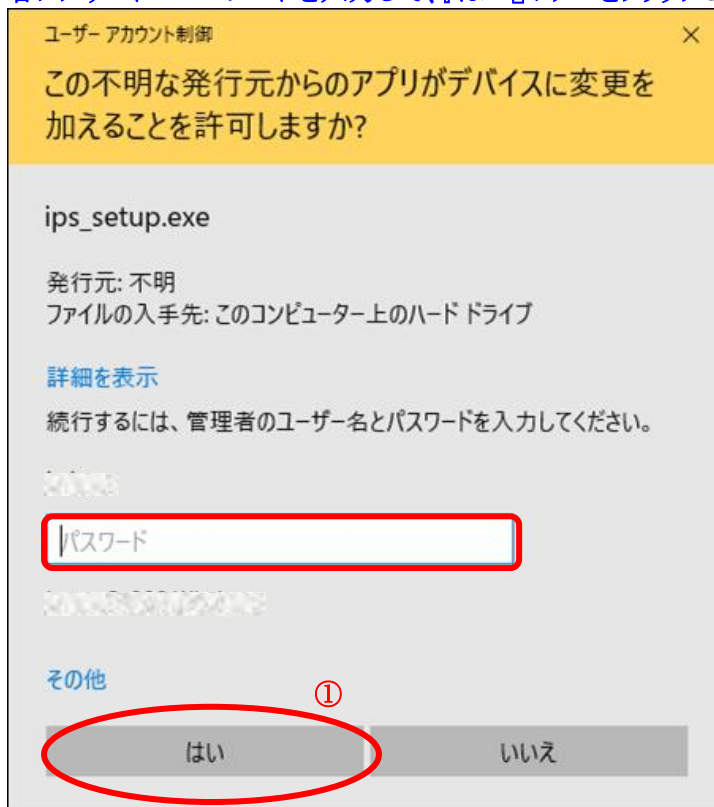 ユーザー アカウント制御
×
この不明な発行元からのアプリがデバイスに変更を
加えることを許可しますか?
ips_setup.exe
発行元: 不明
ファイルの入手先: このコンピューター上のハード ドライブ
詳細を表示
続行するには、管理者のユーザー名とパスワードを入力してください。
パスワード
その他
①
はい
いいえ